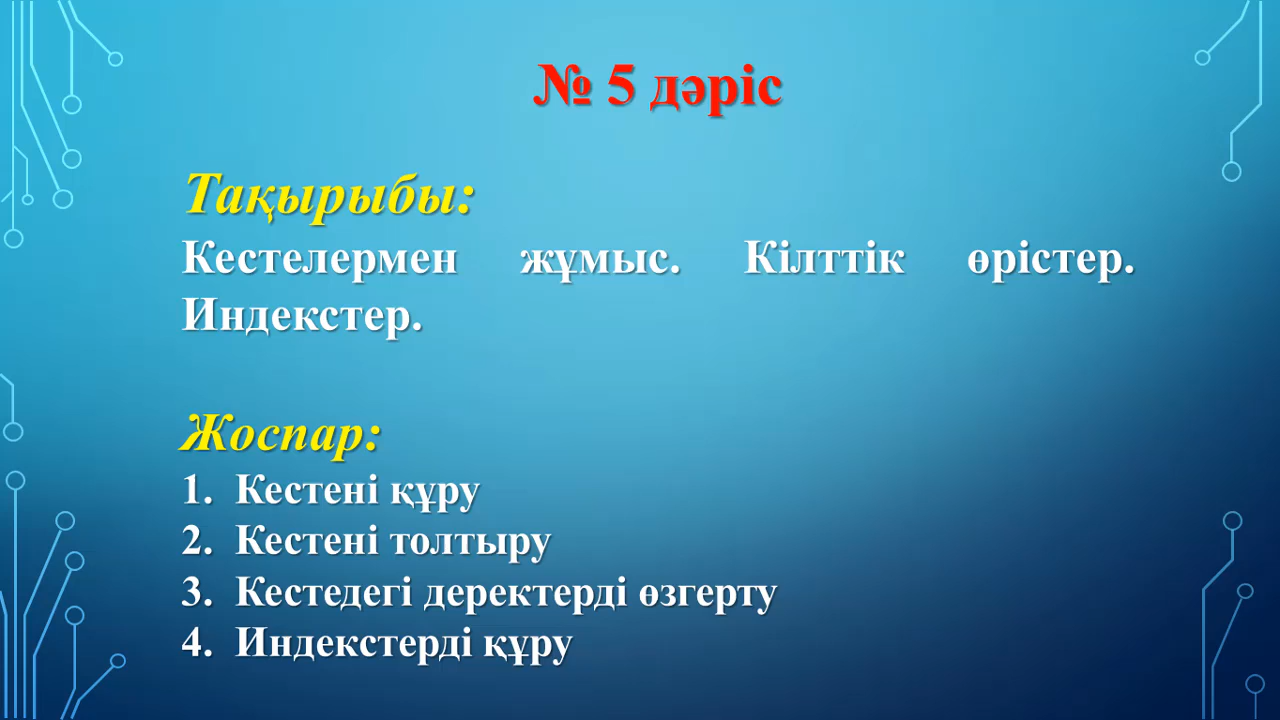 № 5 дәріс
Тақырыбы:
Кестелермен жұмыс. Кілттік өрістер.
Индекстер.
Жоспар:
1. Кестені құру
2. Кестені толтыру
3. Кестедегі деректерді өзгерту
4. Индекстерді құру